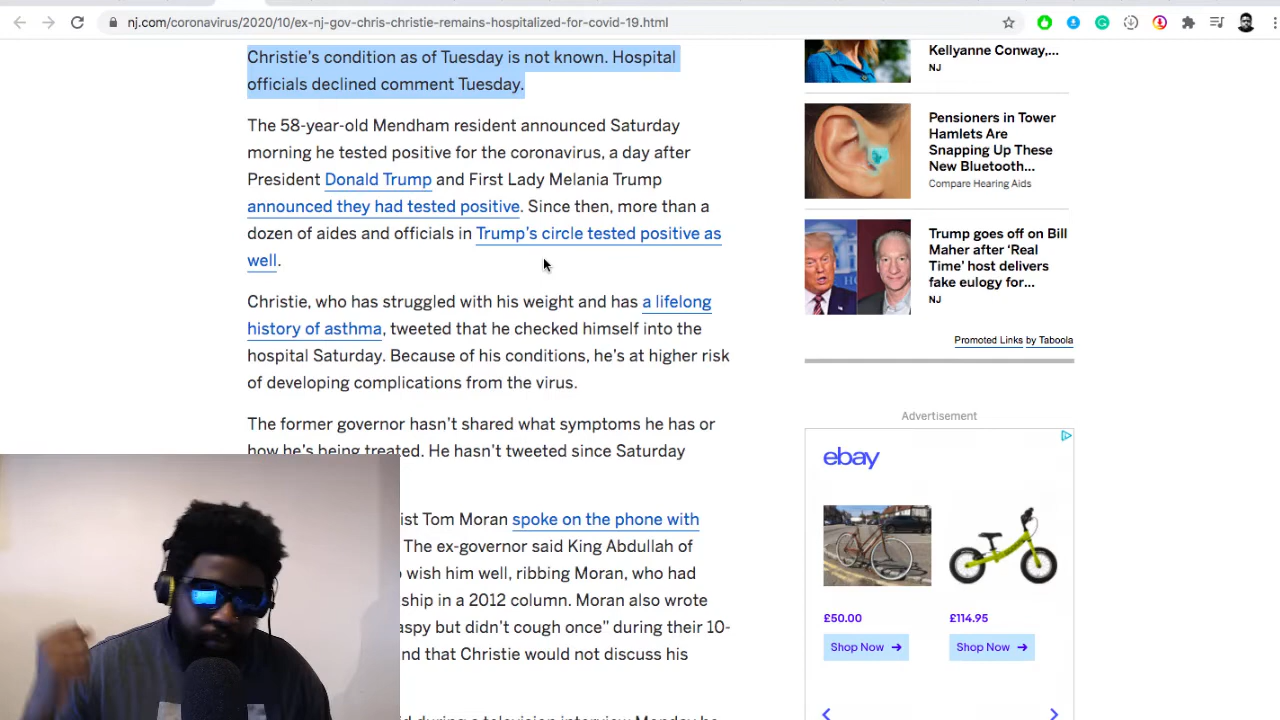 nj.com/coronavirus/2020/10/ex-nj-gov-chris-christie-remains-hospitalized-for-covid-19.html
Christie's condition as of Tuesday is not known. Hospital
officials declined comment Tuesday.
The 58-year-old Mendham resident announced Saturday
morning he tested positive for the coronavirus, a day after
President Donald Trump and First Lady Melania Trump
announced they had tested positive. Since then, more than a
dozen of aides and officials in Trump's circle tested positive as
well.
Christie, who has struggled with his weight and has a lifelong
history of asthma, tweeted that he checked himself into the
hospital Saturday. Because of his conditions, he's at higher risk
of developing complications from the virus.
The former governor hasn't shared what symptoms he has or
how he's being treated. He hasn't tweeted since Saturday
ist Tom Moran spoke on the phone with
The ex-governor said King Abdullah of
wish him well, ribbing Moran, who had
ship in a 2012 column. Moran also wrote
aspy but didn't cough once" during their 10-
nd that Christie would not discuss his
during a television interview Monday he
Kellyanne Conway,...
NJ
Pensioners in Tower
Hamlets Are
Snapping Up These
New Bluetooth...
Compare Hearing Aids
Trump goes off on Bill
Maher after 'Real
Time' host delivers
fake eulogy for...
NJ
Promoted Links by Taboola
Advertisement
ebay
£50.00
£114.95
Shop Now →
Shop Now →